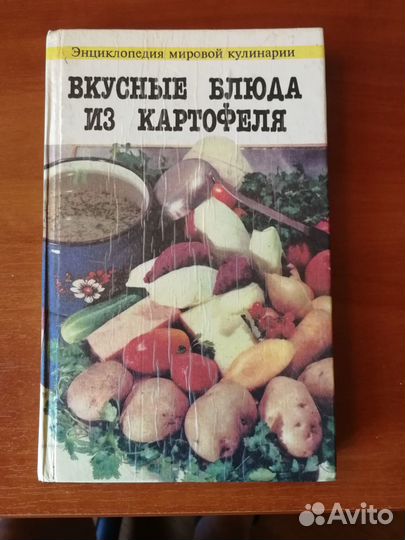 Энциклопедия мировой кулинарии
ВКУСНЫЕ БЛЮДА
ИЗ КАРТОФЕЛЯ
Avito